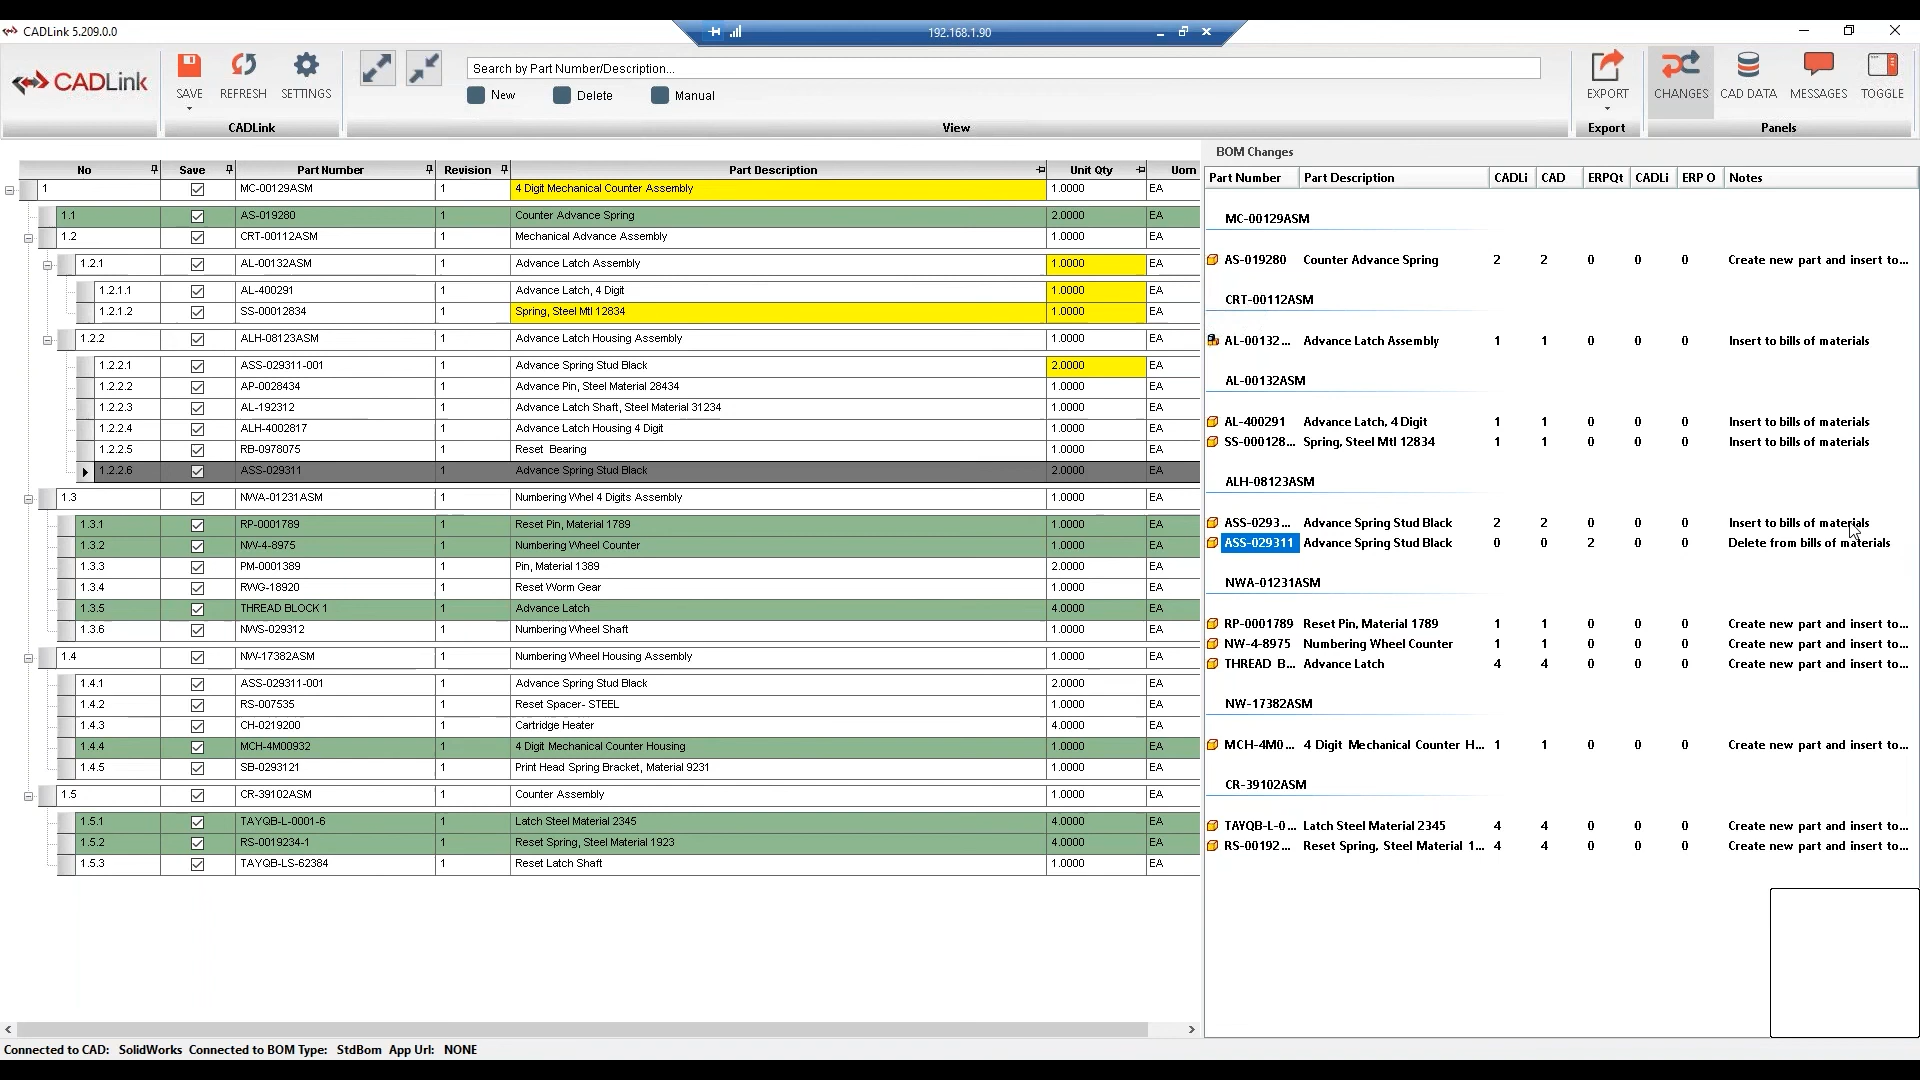 CADLink 5.209.0.0
192.168.1.90
CADLink
SAVE REFRESH SETTINGS
CADLink
Search by Part Number/Description...
New Delete Manual
View
EXPORT CHANGES CAD DATA MESSAGES TOGGLE
Export Panels
No Save Part Number Revision Part Description Unit Qty Uom
1 MC-00129ASM 1 4 Digit Mechanical Counter Assembly 1.0000 EA
1.1 AS-019280 1 Counter Advance Spring 2.0000 EA
1.2 CRT-00112ASM 1 Mechanical Advance Assembly 1.0000 EA
1.2.1 AL-00132ASM 1 Advance Latch Assembly 1.0000 EA
1.2.1.1 AL-400291 1 Advance Latch, 4 Digit 1.0000 EA
1.2.1.2 SS-00012834 1 Spring, Steel Mtl 12834 1.0000 EA
1.2.2 ALH-08123ASM 1 Advance Latch Housing Assembly 1.0000 EA
1.2.2.1 ASS-029311-001 1 Advance Spring Stud Black 2.0000 EA
1.2.2.2 AP-0028434 1 Advance Pin, Steel Material 28434 1.0000 EA
1.2.2.3 AL-192312 1 Advance Latch Shaft, Steel Material 31234 1.0000 EA
1.2.2.4 ALH-4002817 1 Advance Latch Housing 4 Digit 1.0000 EA
1.2.2.5 RB-0978075 1 Reset Bearing 1.0000 EA
1.2.2.6 ASS-029311 1 Advance Spring Stud Black 2.0000 EA
1.3 NWA-01231ASM 1 Numbering Whel 4 Digits Assembly 1.0000 EA
1.3.1 RP-0001789 1 Reset Pin, Material 1789 1.0000 EA
1.3.2 NW-4-8975 1 Numbering Wheel Counter 1.0000 EA
1.3.3 PM-0001389 1 Pin, Material 1389 2.0000 EA
1.3.4 RWG-18920 1 Reset Worm Gear 1.0000 EA
1.3.5 THREAD BLOCK 1 1 Advance Latch 4.0000 EA
1.3.6 NWS-029312 1 Numbering Wheel Shaft 1.0000 EA
1.4 NW-17382ASM 1 Numbering Wheel Housing Assembly 1.0000 EA
1.4.1 ASS-029311-001 1 Advance Spring Stud Black 2.0000 EA
1.4.2 RS-007535 1 Reset Spacer- STEEL 1.0000 EA
1.4.3 CH-0219200 1 Cartridge Heater 4.0000 EA
1.4.4 MCH-4M00932 1 4 Digit Mechanical Counter Housing 1.0000 EA
1.4.5 SB-0293121 1 Print Head Spring Bracket, Material 9231 1.0000 EA
1.5 CR-39102ASM 1 Counter Assembly 1.0000 EA
1.5.1 TAYQB-L-0001-6 1 Latch Steel Material 2345 4.0000 EA
1.5.2 RS-0019234-1 1 Reset Spring, Steel Material 1923 4.0000 EA
1.5.3 TAYQB-LS-62384 1 Reset Latch Shaft 1.0000 EA
BOM Changes
Part Number Part Description CADLi CAD ERPQt CADLi ERP O Notes
MC-00129ASM
AS-019280 Counter Advance Spring 2 2 0 0 0 Create new part and insert to...
CRT-00112ASM
AL-00132... Advance Latch Assembly 1 1 0 0 0 Insert to bills of materials
AL-00132ASM
AL-400291 Advance Latch, 4 Digit 1 1 0 0 0 Insert to bills of materials
SS-000128... Spring, Steel Mtl 12834 1 1 0 0 0 Insert to bills of materials
ALH-08123ASM
ASS-0293... Advance Spring Stud Black 2 2 0 0 0 Insert to bills of materials
ASS-029311 Advance Spring Stud Black 0 0 2 0 0 Delete from bills of materials
NWA-01231ASM
RP-0001789 Reset Pin, Material 1789 1 1 0 0 0 Create new part and insert to...
NW-4-8975 Numbering Wheel Counter 1 1 0 0 0 Create new part and insert to...
THREAD B... Advance Latch 4 4 0 0 0 Create new part and insert to...
NW-17382ASM
MCH-4M0... 4 Digit Mechanical Counter H... 1 1 0 0 0 Create new part and insert to...
CR-39102ASM
TAYQB-L-0... Latch Steel Material 2345 4 4 0 0 0 Create new part and insert to...
RS-00192... Reset Spring, Steel Material 1... 4 4 0 0 0 Create new part and insert to...
Connected to CAD: SolidWorks Connected to BOM Type: StdBom App Url: NONE